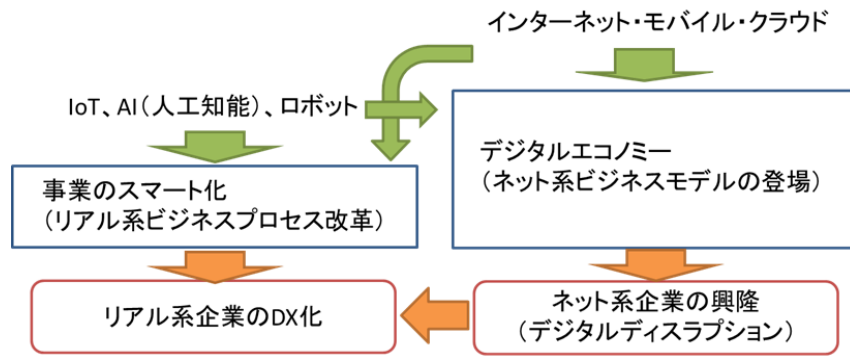 インターネット・モバイル・クラウド
IoT、AI(人工知能)、ロボット
デジタルエコノミー
(ネット系ビジネスモデルの登場)
事業のスマート化
(リアル系ビジネスプロセス改革)
リアル系企業のDX化
ネット系企業の興隆
(デジタルディスラプション)